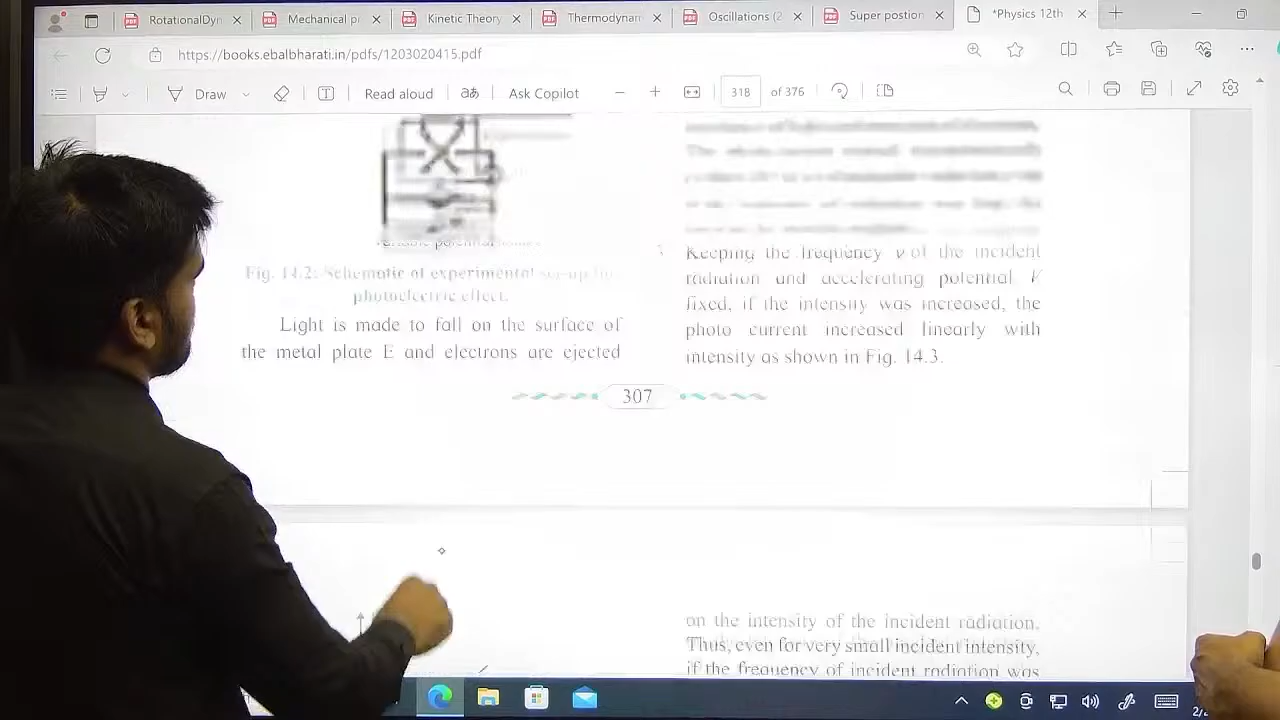 RotationalDyn
Mechanical p
Kinetic Theory
Thermodynam
Oscillations (2
Super postion
*Physics 12th
https://books.ebalbharati.in/pdfs/1203020415.pdf
Draw
Read aloud
Ask Copilot
318 of 376
Fig. 14.2: Schematic of experimental set-up for
photoelectric effect.
Light is made to fall on the surface of
the metal plate E and electrons are ejected
Keeping the frequency ν of the incident
radiation and accelerating potential V
fixed, if the intensity was increased, the
photo current increased linearly with
intensity as shown in Fig. 14.3.
307
on the intensity of the incident radiation.
Thus, even for very small incident intensity,
if the frequency of incident radiation was